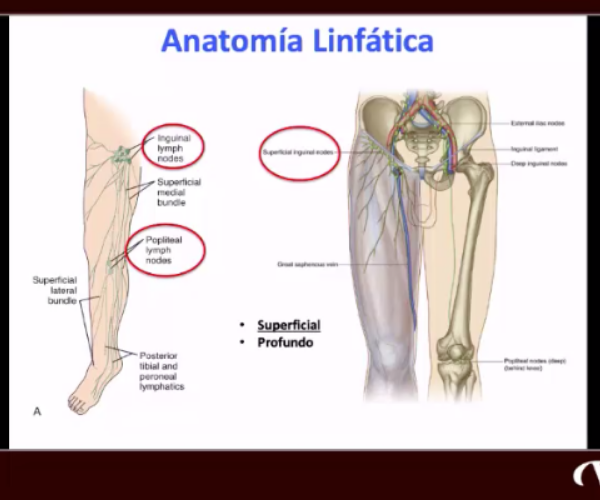 Anatomía Linfática
Inguinal
lymph
nodes
Superficial
medial
bundle
Popliteal
lymph
nodes
Superficial
lateral
bundle
Posterior
tibial and
peroneal
lymphatics
A
• Superficial
• Profundo
Superficial inguinal nodes
Great saphenous vein
External iliac nodes
Inguinal ligament
Deep inguinal nodes
Popliteal nodes (deep)
(behind knee)